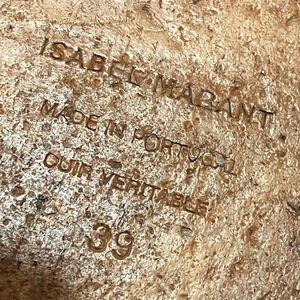 ISABEL MARANT
MADE IN PORTUGAL
CUIR VERITABLE
39